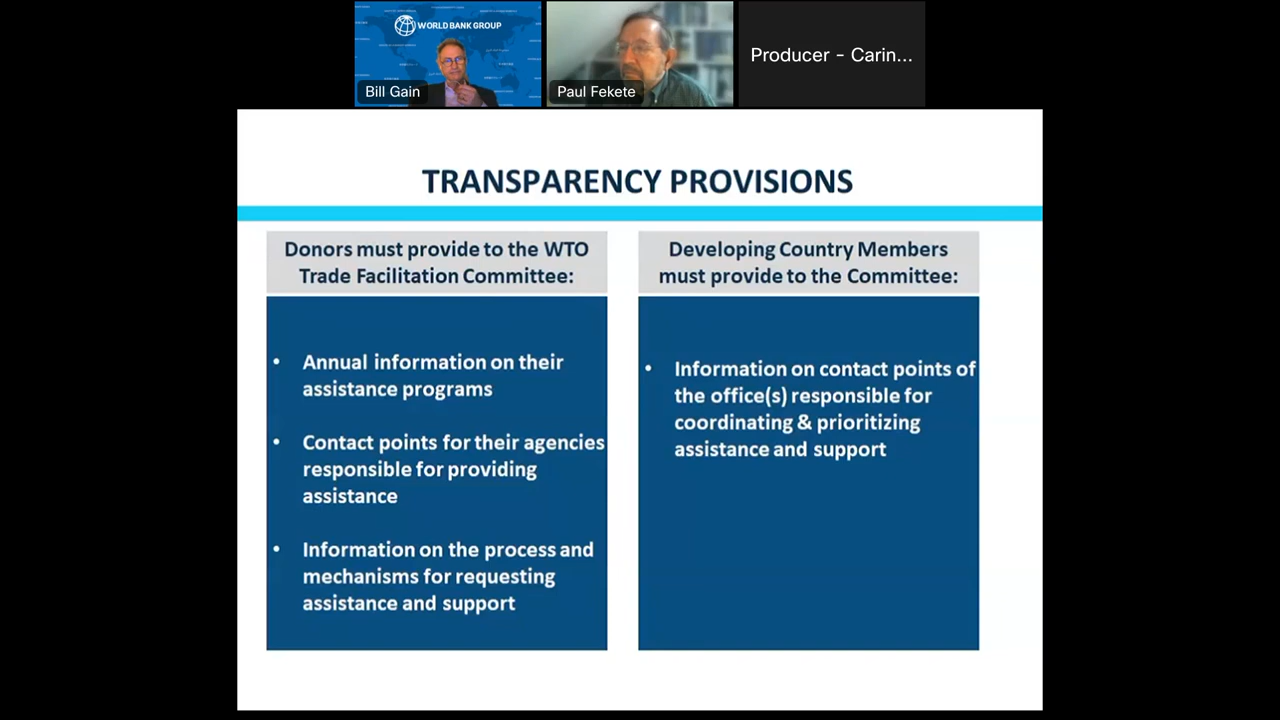 WORLD BANK GROUP
Bill Gain
Paul Fekete
Producer - Carin...
TRANSPARENCY PROVISIONS
Donors must provide to the WTO
Trade Facilitation Committee:
• Annual information on their
assistance programs
• Contact points for their agencies
responsible for providing
assistance
• Information on the process and
mechanisms for requesting
assistance and support
Developing Country Members
must provide to the Committee:
• Information on contact points of
the office(s) responsible for
coordinating & prioritizing
assistance and support